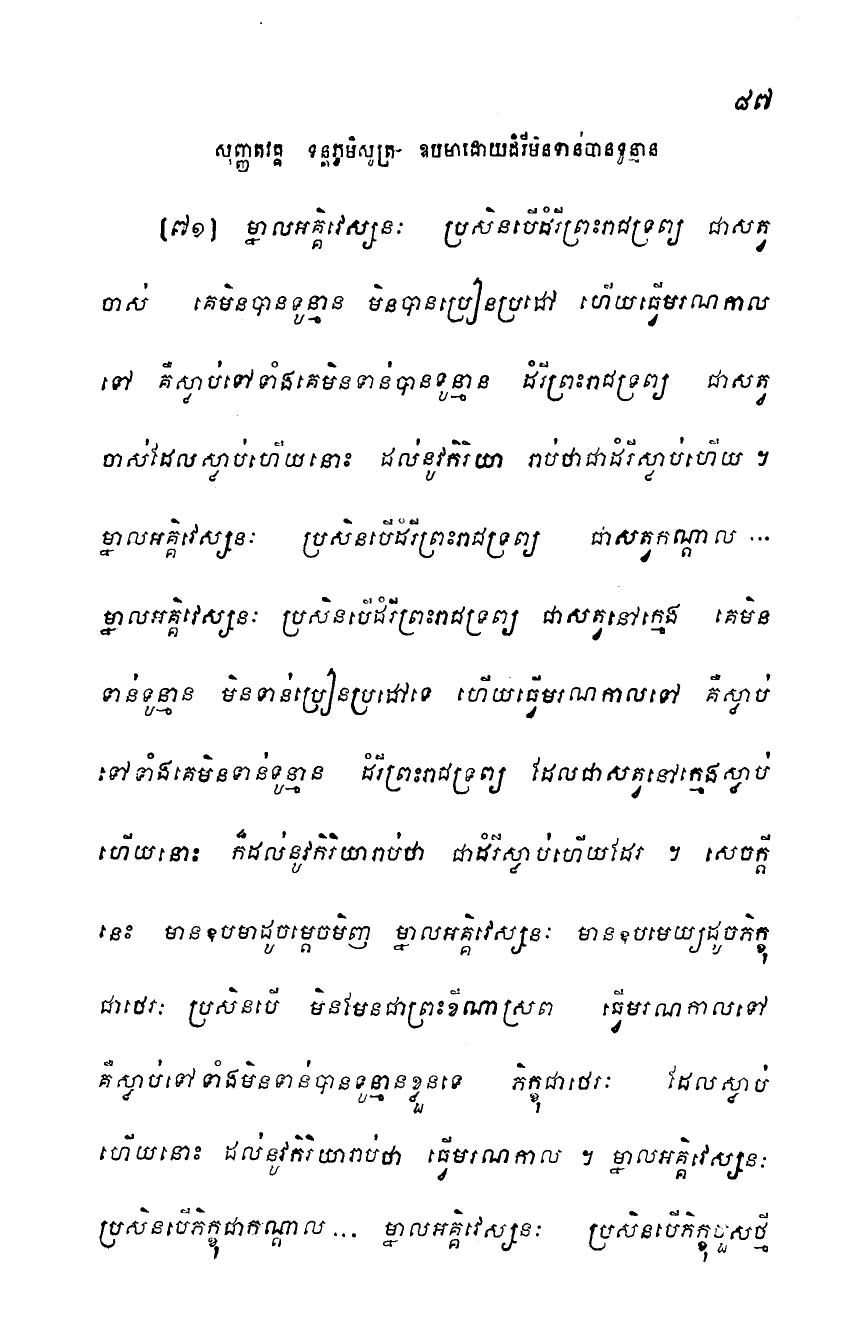 ៨៧
សុញ្ញតវគ្គ ទន្តភូមិសូត្រ- ឧបមាដោយដំរីមិនទាន់បានទូន្មាន
[៧១] ម្នាលអគ្គិវេស្សនៈ ប្រសិនបើដំរីព្រះរាជទ្រព្យ ជាសត្វ
ចាស់ គេមិនបានទូន្មាន មិនបានប្រៀនប្រដៅ ហើយធ្វើមរណកាល
ទៅ គឺស្លាប់ទៅទាំងគេមិនទាន់បានទូន្មាន ដំរីព្រះរាជទ្រព្យ ជាសត្វ
ចាស់ដែលស្លាប់ហើយនោះ ដល់នូវកិរិយា រាប់ថាជាដំរីស្លាប់ហើយ ។
ម្នាលអគ្គិវេស្សនៈ ប្រសិនបើដំរីព្រះរាជទ្រព្យ ជាសត្វកណ្តាល ...
ម្នាលអគ្គិវេស្សនៈ ប្រសិនបើដំរីព្រះរាជទ្រព្យ ជាសត្វនៅក្មេង គេមិន
ទាន់ទូន្មាន មិនទាន់ប្រៀនប្រដៅទេ ហើយធ្វើមរណកាលទៅ គឺស្លាប់
ទៅទាំងគេមិនទាន់ទូន្មាន ដំរីព្រះរាជទ្រព្យ ដែលជាសត្វនៅក្មេងស្លាប់
ហើយនោះ ក៏ដល់នូវកិរិយារាប់ថា ជាដំរីស្លាប់ហើយដែរ ។ សេចក្តី
នេះ មានឧបមាដូចម្តេចមិញ ម្នាលអគ្គិវេស្សនៈ មានឧបមេយ្យដូចភិក្ខុ
ជាថេរៈ ប្រសិនបើ មិនមែនជាព្រះខីណាស្រព ធ្វើមរណកាលទៅ
គឺស្លាប់ទៅទាំងមិនទាន់បានទូន្មានខ្លួនទេ ភិក្ខុជាថេរៈ ដែលស្លាប់
ហើយនោះ ដល់នូវកិរិយារាប់ថា ធ្វើមរណកាល ។ ម្នាលអគ្គិវេស្សនៈ
ប្រសិនបើភិក្ខុជាកណ្តាល ... ម្នាលអគ្គិវេស្សនៈ ប្រសិនបើភិក្ខុបួសថ្មី